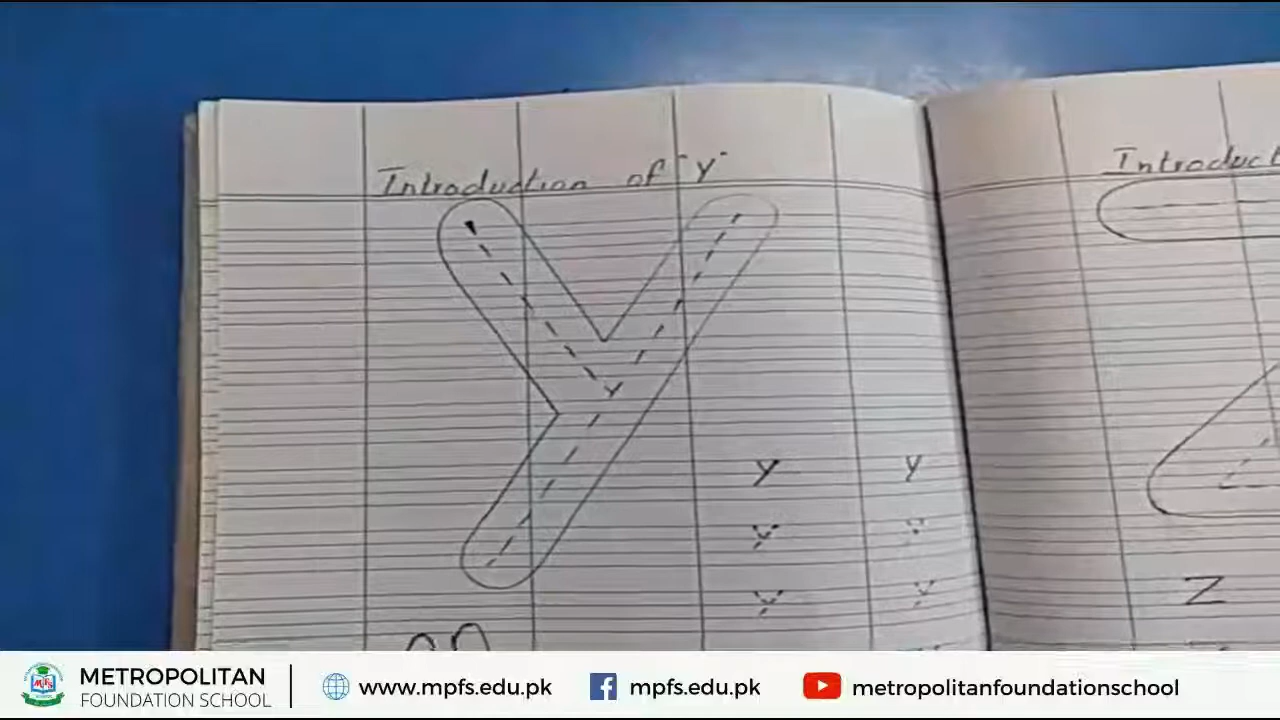 Introduction of "y"
y y
y y
y y
Introduct
Z
METROPOLITAN
FOUNDATION SCHOOL
www.mpfs.edu.pk
mpfs.edu.pk
metropolitanfoundationschool